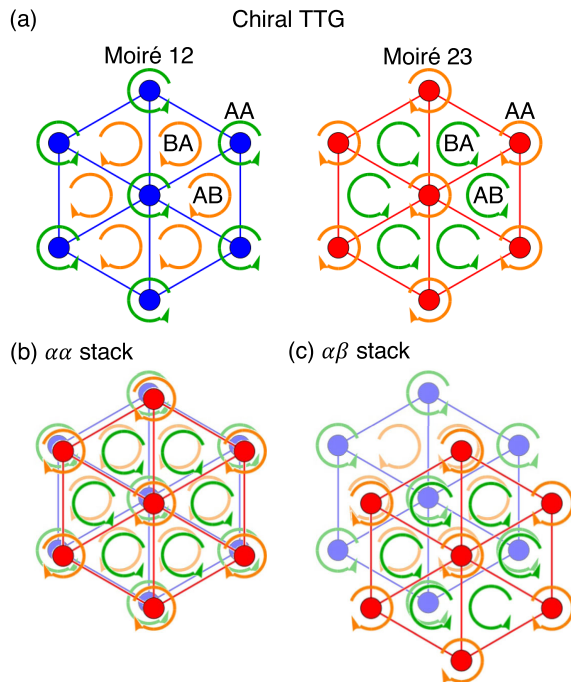 (a) Chiral TTG
Moiré 12 Moiré 23
AA AA
BA BA
AB AB
(b) αα stack (c) αβ stack